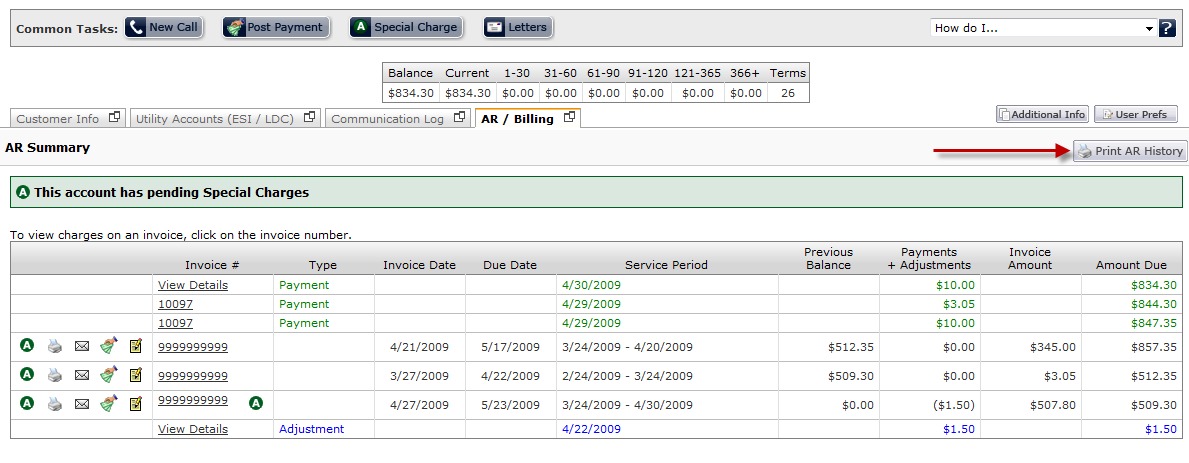 Common Tasks: New Call Post Payment A Special Charge Letters How do I... ?
Balance Current 1-30 31-60 61-90 91-120 121-365 366+ Terms
$834.30 $834.30 $0.00 $0.00 $0.00 $0.00 $0.00 $0.00 26
Customer Info Utility Accounts (ESI / LDC) Communication Log AR / Billing Additional Info User Prefs
AR Summary Print AR History
A This account has pending Special Charges
To view charges on an invoice, click on the invoice number.
Invoice # Type Invoice Date Due Date Service Period Previous Balance Payments + Adjustments Invoice Amount Amount Due
View Details Payment 4/30/2009 $10.00 $834.30
10097 Payment 4/29/2009 $3.05 $844.30
10097 Payment 4/29/2009 $10.00 $847.35
A 9999999999 4/21/2009 5/17/2009 3/24/2009 - 4/20/2009 $512.35 $0.00 $345.00 $857.35
A 9999999999 3/27/2009 4/22/2009 2/24/2009 - 3/24/2009 $509.30 $0.00 $3.05 $512.35
A 9999999999 A 4/27/2009 5/23/2009 3/24/2009 - 4/30/2009 $0.00 ($1.50) $507.80 $509.30
View Details Adjustment 4/22/2009 $1.50 $1.50